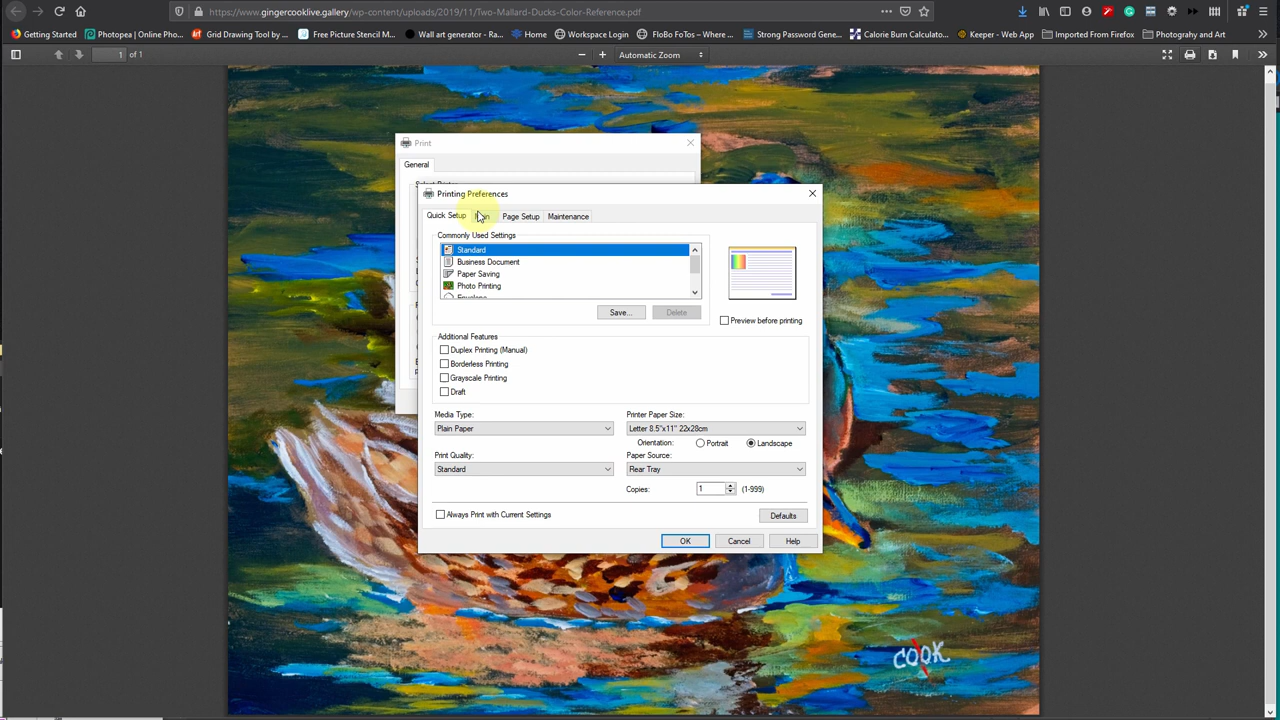 https://www.gingercooklive.gallery/wp-content/uploads/2019/11/Two-Mallard-Ducks-Color-Reference.pdf
Getting Started Photopea | Online Pho... Grid Drawing Tool by ... Free Picture Stencil M... Wall art generator - Ra... Home Workspace Login FloBo FoTos – Where ... Strong Password Gene... Calorie Burn Calculato... Keeper - Web App Imported From Firefox Photograhy and Art
1 of 1 Automatic Zoom
Print
General
Printing Preferences
Quick Setup Page Setup Maintenance
Commonly Used Settings
Standard
Business Document
Paper Saving
Photo Printing
Envelope
Save... Delete
Preview before printing
Additional Features
Duplex Printing (Manual)
Borderless Printing
Grayscale Printing
Draft
Media Type: Printer Paper Size:
Plain Paper Letter 8.5"x11" 22x28cm
Orientation: Portrait Landscape
Print Quality: Paper Source:
Standard Rear Tray
Copies: 1 (1-999)
Always Print with Current Settings Defaults
OK Cancel Help
COOK